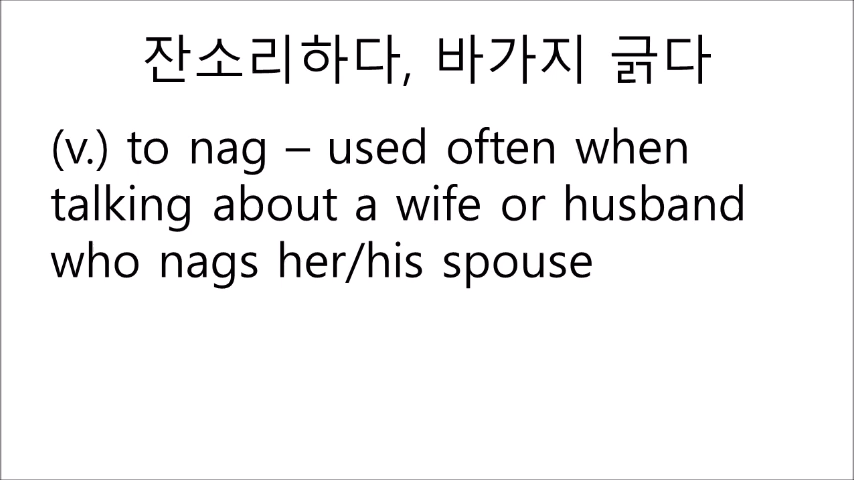 잔소리하다, 바가지 긁다
(v.) to nag – used often when
talking about a wife or husband
who nags her/his spouse